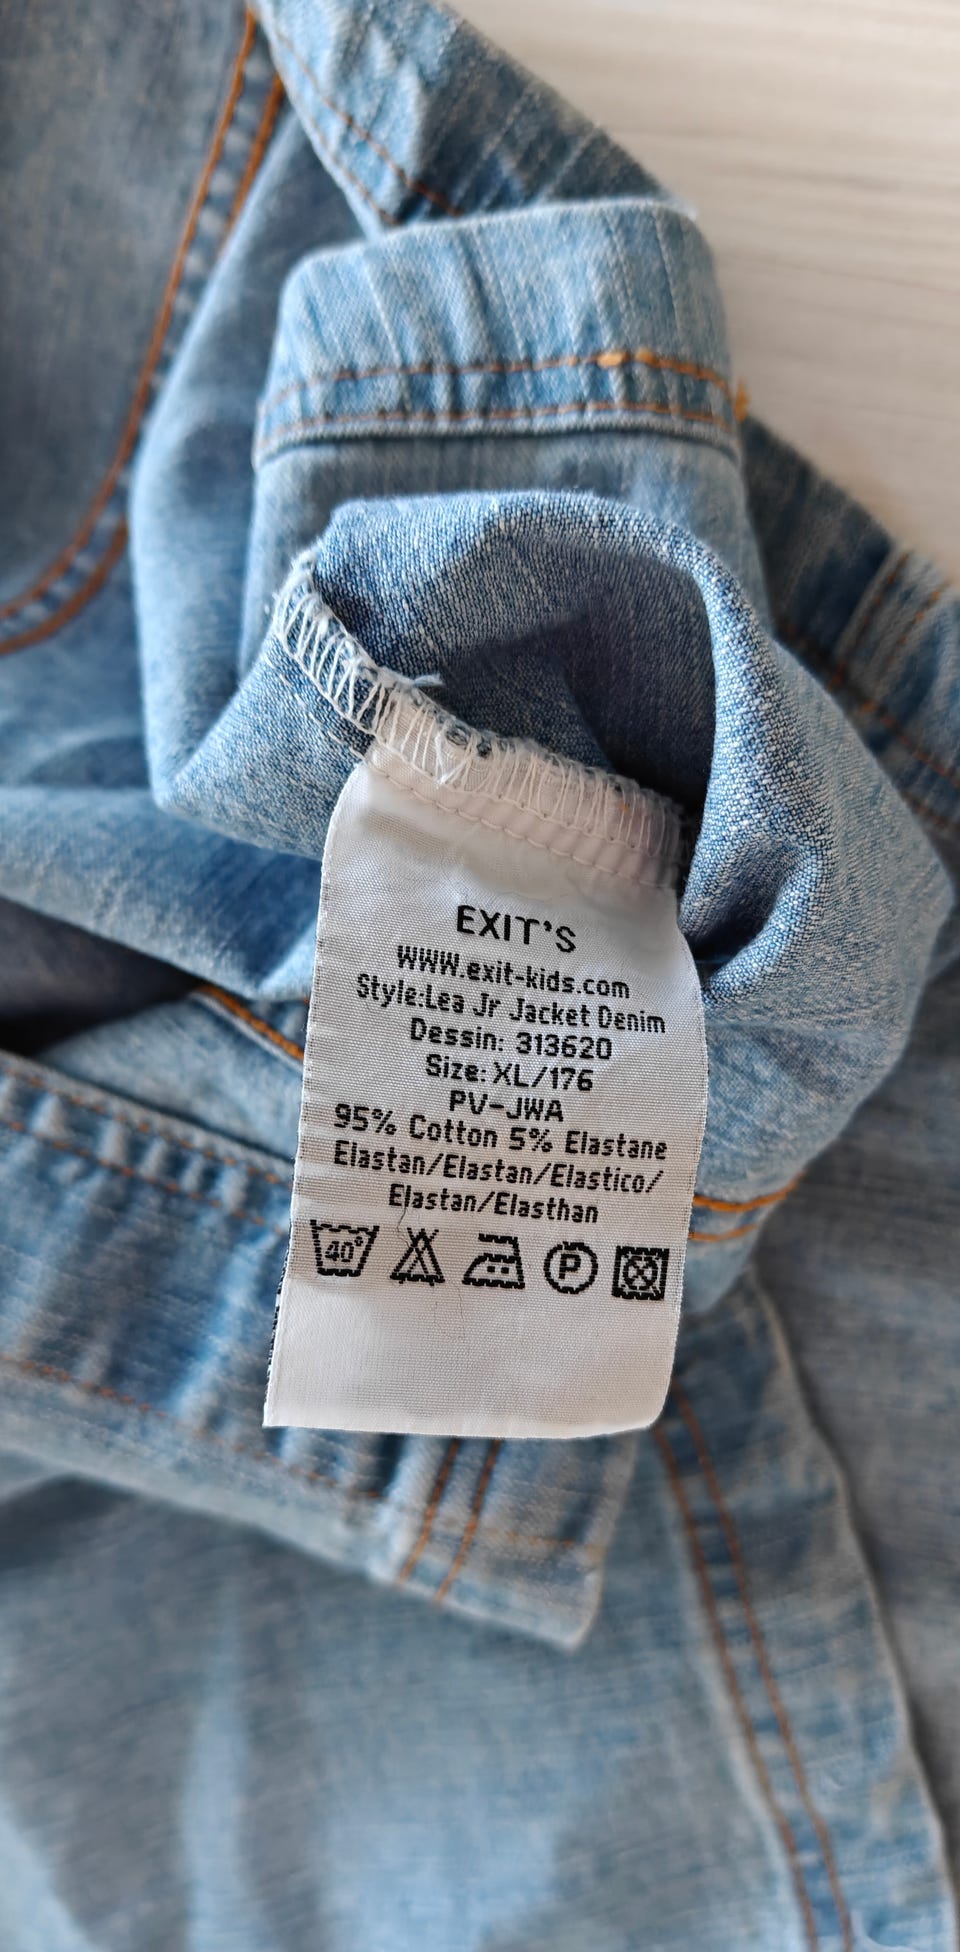 EXIT'S
www.exit-kids.com
Style:Lea Jr Jacket Denim
Dessin: 313620
Size: XL/176
PV-JWA
95% Cotton 5% Elastane
Elastan/Elastan/Elastico/
Elastan/Elasthan
40° P